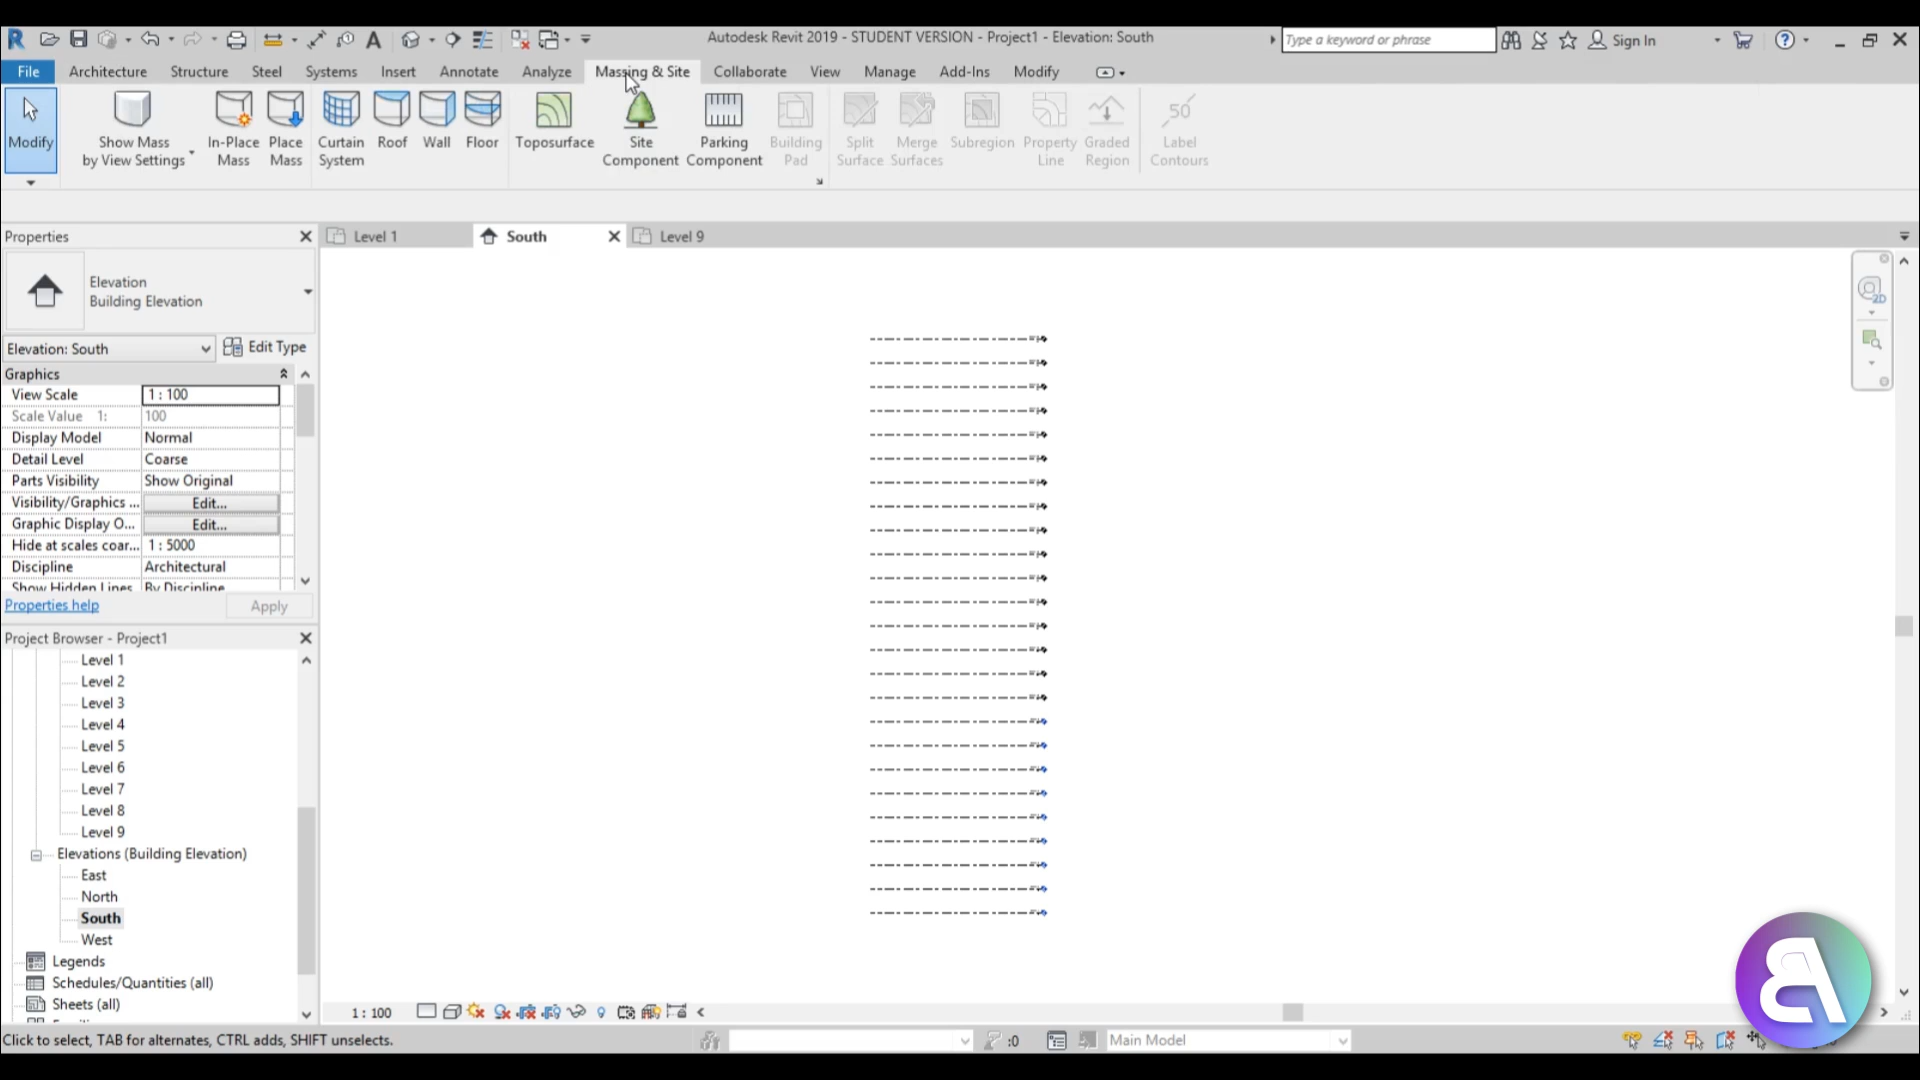 Autodesk Revit 2019 - STUDENT VERSION - Project1 - Elevation: South
Type a keyword or phrase
Sign In
File Architecture Structure Steel Systems Insert Annotate Analyze Massing & Site Collaborate View Manage Add-Ins Modify
Modify
Show Mass
by View Settings
In-Place
Mass
Place
Mass
Curtain
System
Roof
Wall
Floor
Toposurface
Site
Component
Parking
Component
Building
Pad
Split
Surface
Merge
Surfaces
Subregion
Property
Line
Graded
Region
50
Label
Contours
Properties
Level 1
South
Level 9
2D
Elevation
Building Elevation
Elevation: South
Edit Type
Graphics
View Scale 1 : 100
Scale Value 1: 100
Display Model Normal
Detail Level Coarse
Parts Visibility Show Original
Visibility/Graphics ... Edit...
Graphic Display O... Edit...
Hide at scales coar... 1 : 5000
Discipline Architectural
Show Hidden Lines By Discipline
Properties help
Apply
Project Browser - Project1
Level 1
Level 2
Level 3
Level 4
Level 5
Level 6
Level 7
Level 8
Level 9
Elevations (Building Elevation)
East
North
South
West
Legends
Schedules/Quantities (all)
Sheets (all)
1 : 100
Click to select, TAB for alternates, CTRL adds, SHIFT unselects.
:0
Main Model